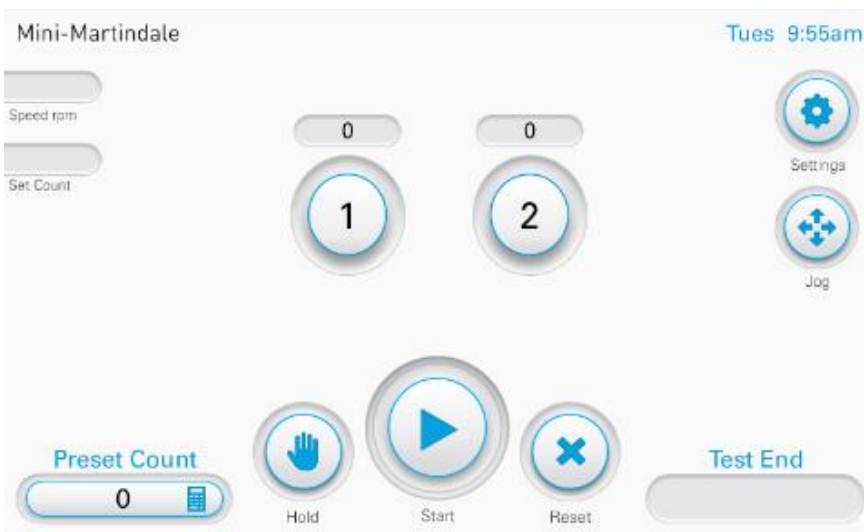 Mini-Martindale
Tues 9:55am
Speed rpm
Set Count
0
0
1
2
Settings
Jog
Preset Count
0
Hold
Start
Reset
Test End